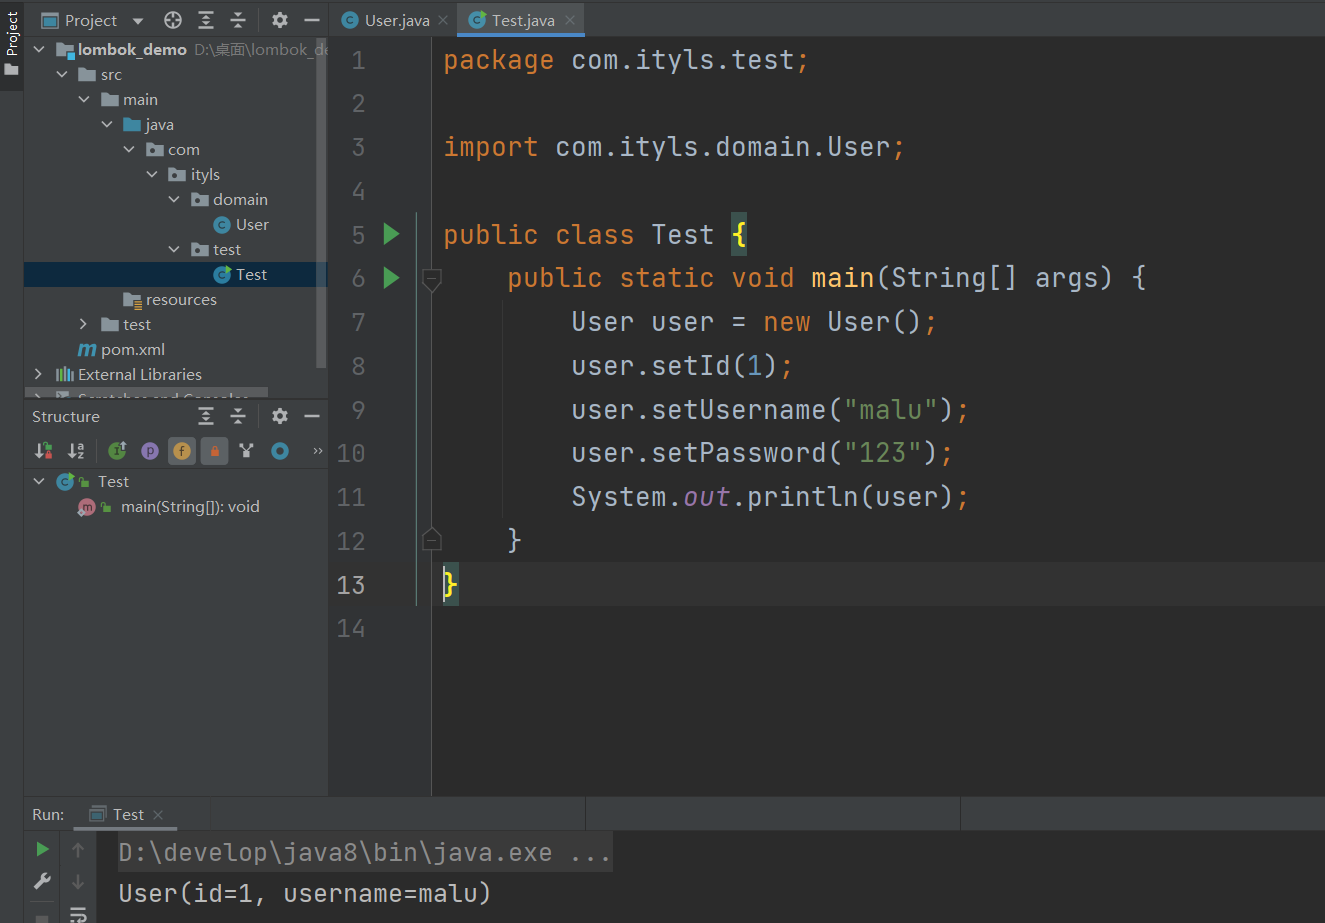 Project
Project
lombok_demo D:\桌面\lombok_de
src
main
java
com
ityls
domain
User
test
Test
resources
test
pom.xml
External Libraries
Scratches and Consoles
Structure
Test
main(String[]): void
User.java
Test.java
1 package com.ityls.test;
2
3 import com.ityls.domain.User;
4
5 public class Test {
6 public static void main(String[] args) {
7 User user = new User();
8 user.setId(1);
9 user.setUsername("malu");
10 user.setPassword("123");
11 System.out.println(user);
12 }
13 }
14
Run: Test
D:\develop\java8\bin\java.exe ...
User(id=1, username=malu)